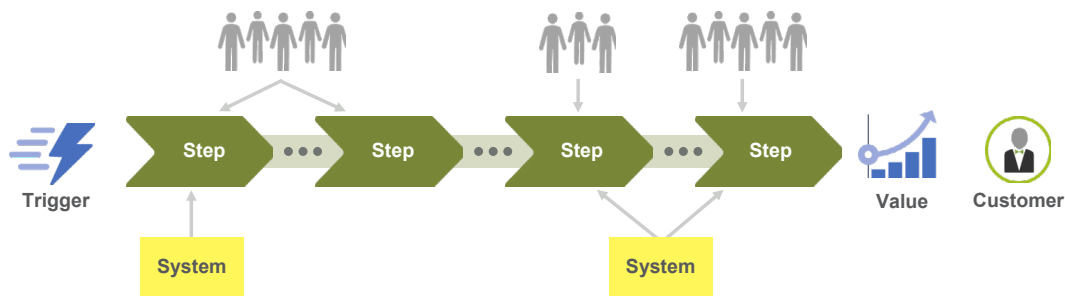 Step
Step
Step
Step
Trigger
Value
Customer
System
System